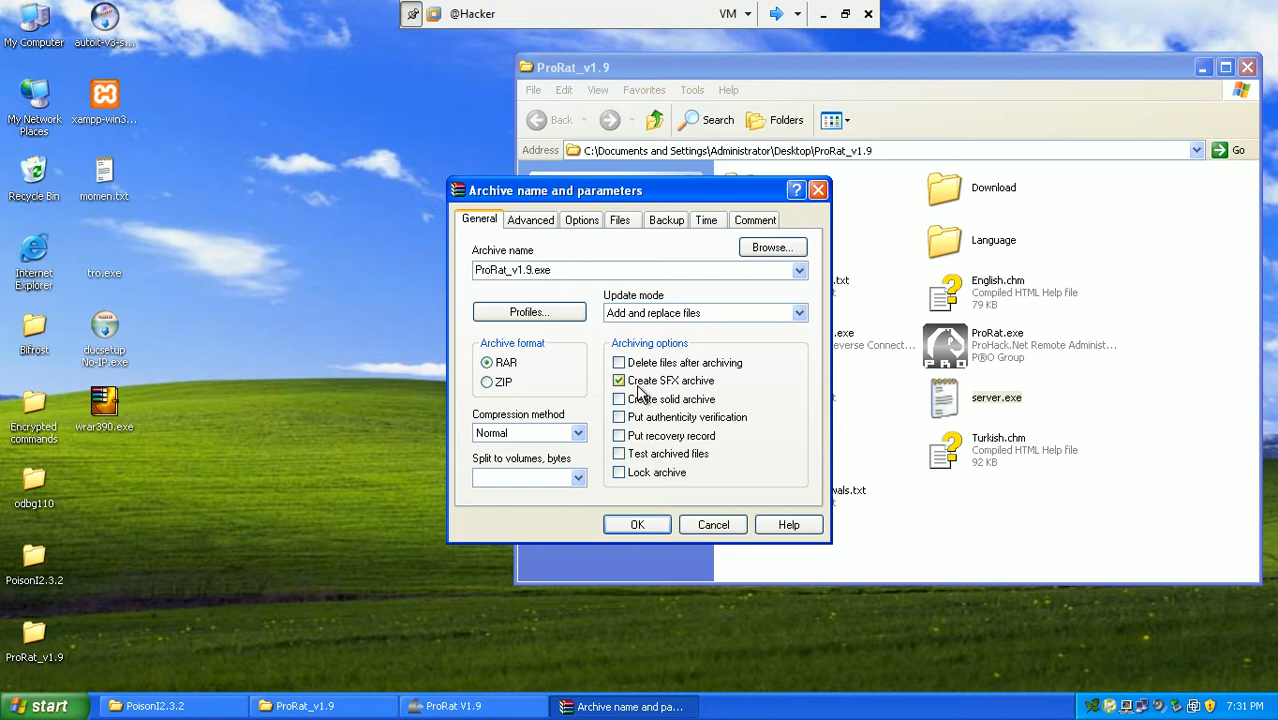 @Hacker
VM
My Computer
autoit-v3-s...
My Network
Places
xampp-win3...
Recycle Bin
momen.txt
Internet
Explorer
tro.exe
Bifrost
ducsetup
No-IP.exe
Encrypted
commands
wrar390.exe
odbg110
PoisonI2.3.2
ProRat_v1.9
ProRat_v1.9
File Edit View Favorites Tools Help
Back Search Folders
Address C:\Documents and Settings\Administrator\Desktop\ProRat_v1.9 Go
Download
Language
.txt
English.chm
Compiled HTML Help file
79 KB
.exe
everse Connect...
ProRat.exe
ProHack.Net Remote Administ...
P®O Group
server.exe
Turkish.chm
Compiled HTML Help file
92 KB
vals.txt
Archive name and parameters
General Advanced Options Files Backup Time Comment
Archive name
Browse...
ProRat_v1.9.exe
Profiles...
Update mode
Add and replace files
Archive format
RAR
ZIP
Compression method
Normal
Split to volumes, bytes
Archiving options
Delete files after archiving
Create SFX archive
Create solid archive
Put authenticity verification
Put recovery record
Test archived files
Lock archive
OK Cancel Help
start
PoisonI2.3.2
ProRat_v1.9
ProRat V1.9
Archive name and pa...
7:31 PM